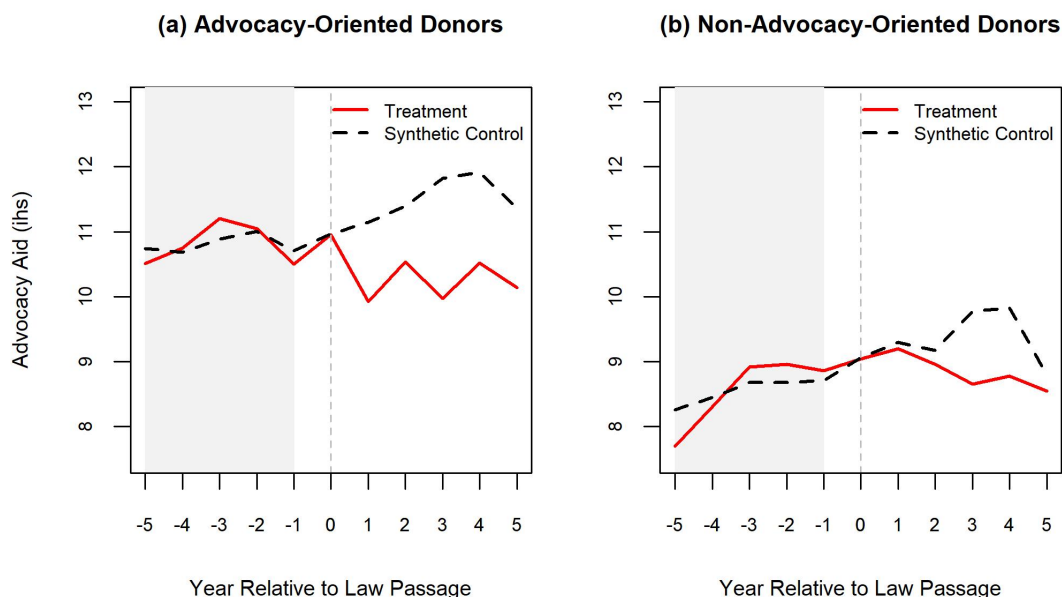 (a) Advocacy-Oriented Donors
(b) Non-Advocacy-Oriented Donors
Advocacy Aid (ihs)
13
12
11
10
9
8
Treatment
Synthetic Control
-5 -4 -3 -2 -1 0 1 2 3 4 5
Year Relative to Law Passage
13
12
11
10
9
8
Treatment
Synthetic Control
-5 -4 -3 -2 -1 0 1 2 3 4 5
Year Relative to Law Passage